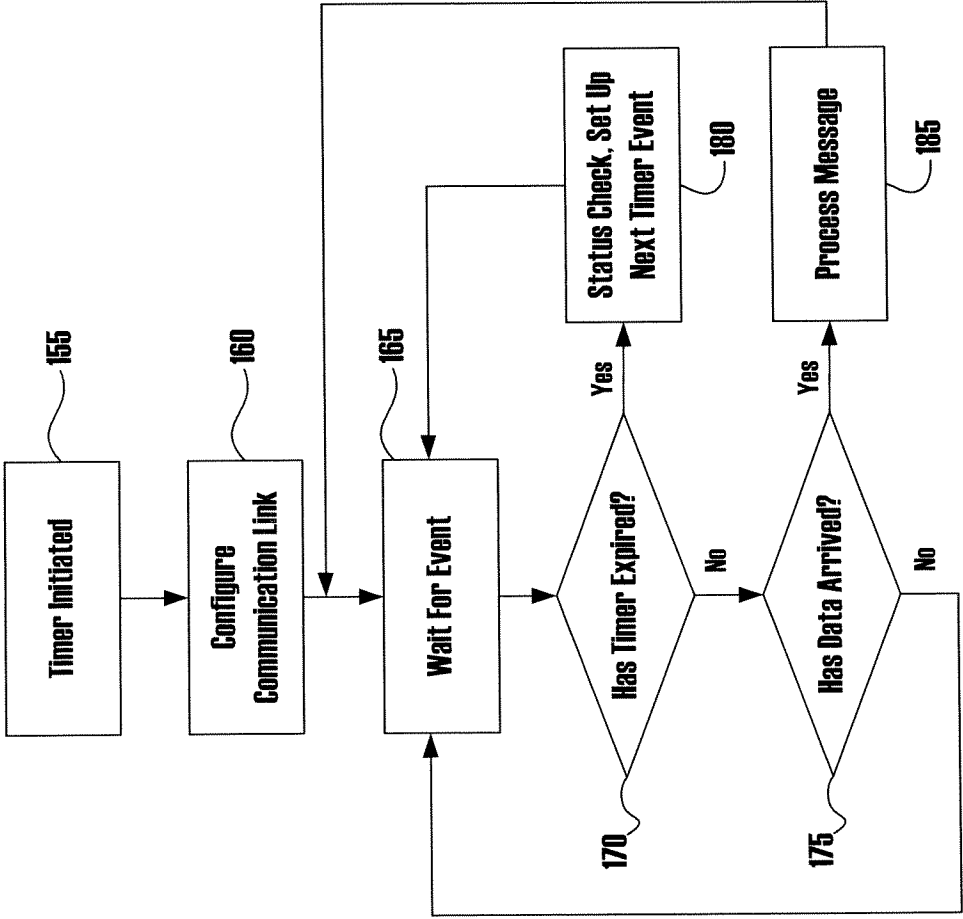 155
Timer Initiated
160
Configure
Communication Link
165
Wait For Event
170
Has Timer Expired?
Yes
No
180
Status Check, Set Up
Next Timer Event
175
Has Data Arrived?
Yes
No
185
Process Message